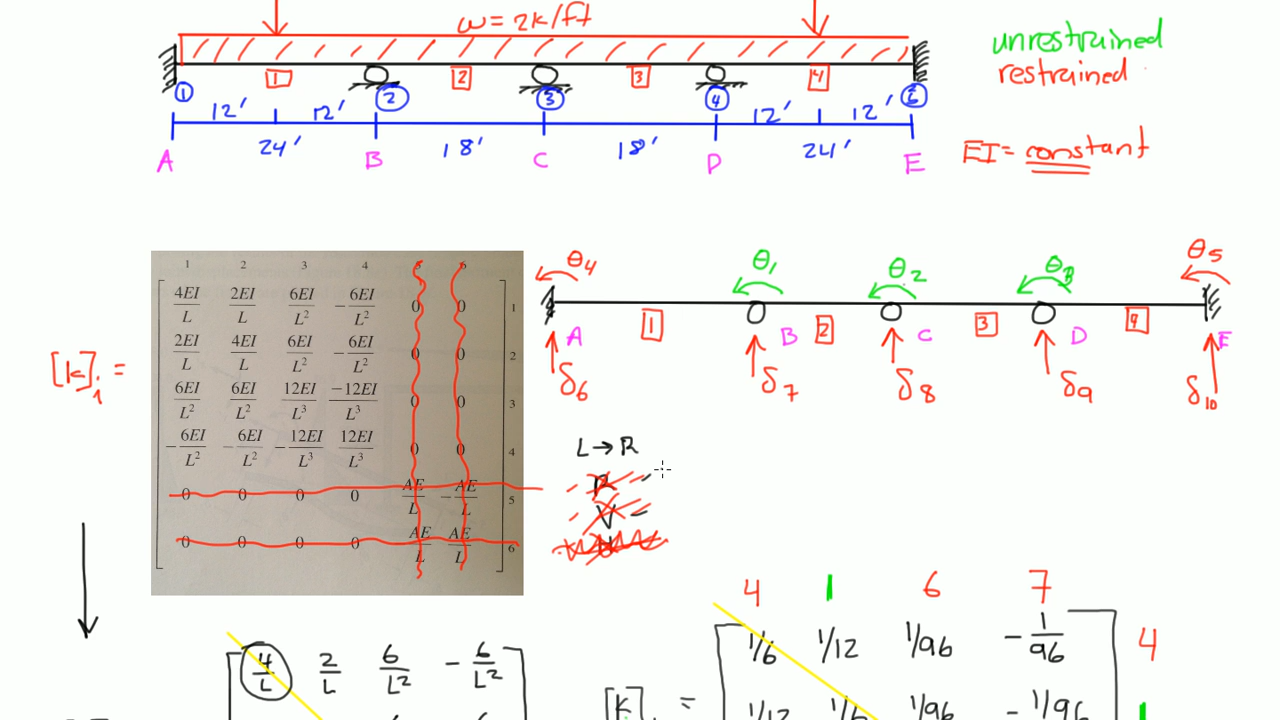 ω = 2k/ft
unrestrained
restrained
1 2 3 4
1 2 3 4
12' 12' 12' 12'
24' 18' 18' 24'
A B C D E
EI = constant
θ4 θ1 θ2 θ3 θ5
1 2 3 4
A B C D E
δ6 δ7 δ8 δ9 δ10
[k]i =
1 2 3 4 5 6
4EI/L 2EI/L 6EI/L² −6EI/L² 0 0 1
2EI/L 4EI/L 6EI/L² −6EI/L² 0 0 2
6EI/L² 6EI/L² 12EI/L³ −12EI/L³ 0 0 3
−6EI/L² −6EI/L² −12EI/L³ 12EI/L³ 0 0 4
0 0 0 0 AE/L −AE/L 5
0 0 0 0 AE/L AE/L 6
L → R
R
V
4 1 6 7
4/L 2/L 6/L² −6/L²
1/6 1/12 1/96 −1/96 4
[k] =
1/12 1/6 1/96 −1/96 1